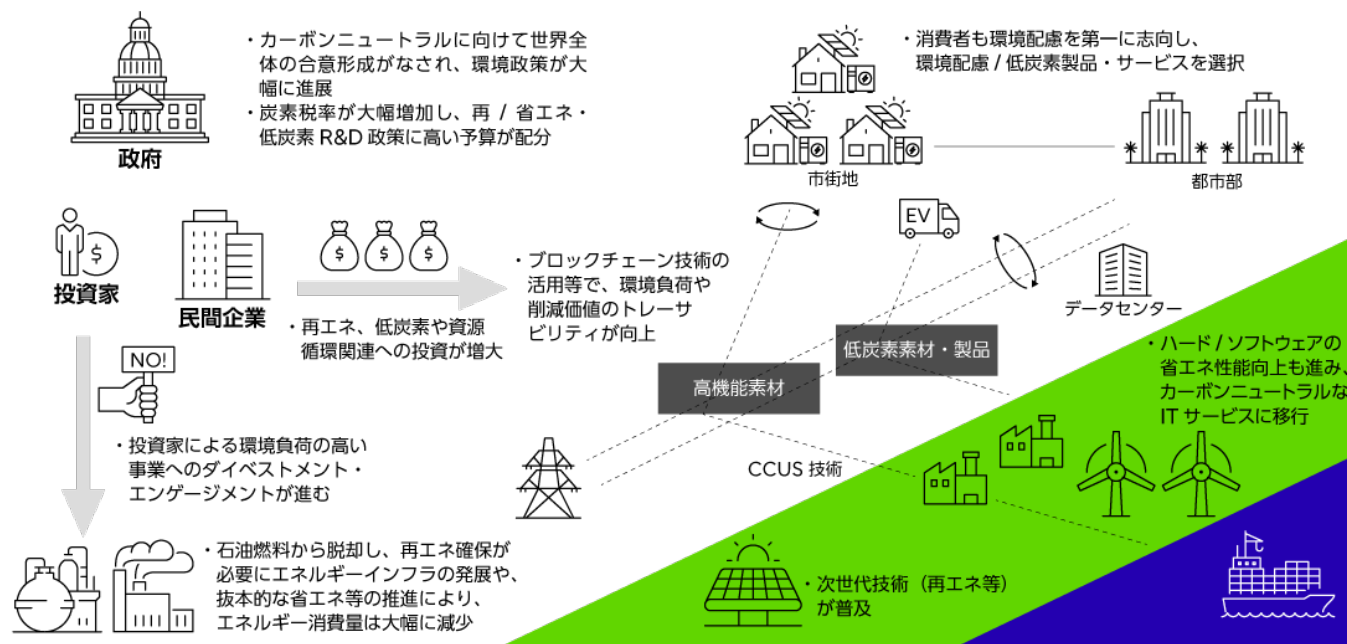 ・カーボンニュートラルに向けて世界全
体の合意形成がなされ、環境政策が大
幅に進展
・炭素税率が大幅増加し、再 / 省エネ・
低炭素 R&D 政策に高い予算が配分
政府
・消費者も環境配慮を第一に志向し、
環境配慮 / 低炭素製品・サービスを選択
市街地
都市部
投資家
$
民間企業
$
$
$
・再エネ、低炭素や資源
循環関連への投資が増大
・ブロックチェーン技術の
活用等で、環境負荷や
削減価値のトレーサ
ビリティが向上
EV
データセンター
NO!
・投資家による環境負荷の高い
事業へのダイベストメント・
エンゲージメントが進む
高機能素材
低炭素素材・製品
・ハード / ソフトウェアの
省エネ性能向上も進み、
カーボンニュートラルな
IT サービスに移行
CCUS 技術
・石油燃料から脱却し、再エネ確保が
必要にエネルギーインフラの発展や、
抜本的な省エネ等の推進により、
エネルギー消費量は大幅に減少
・次世代技術（再エネ等）
が普及